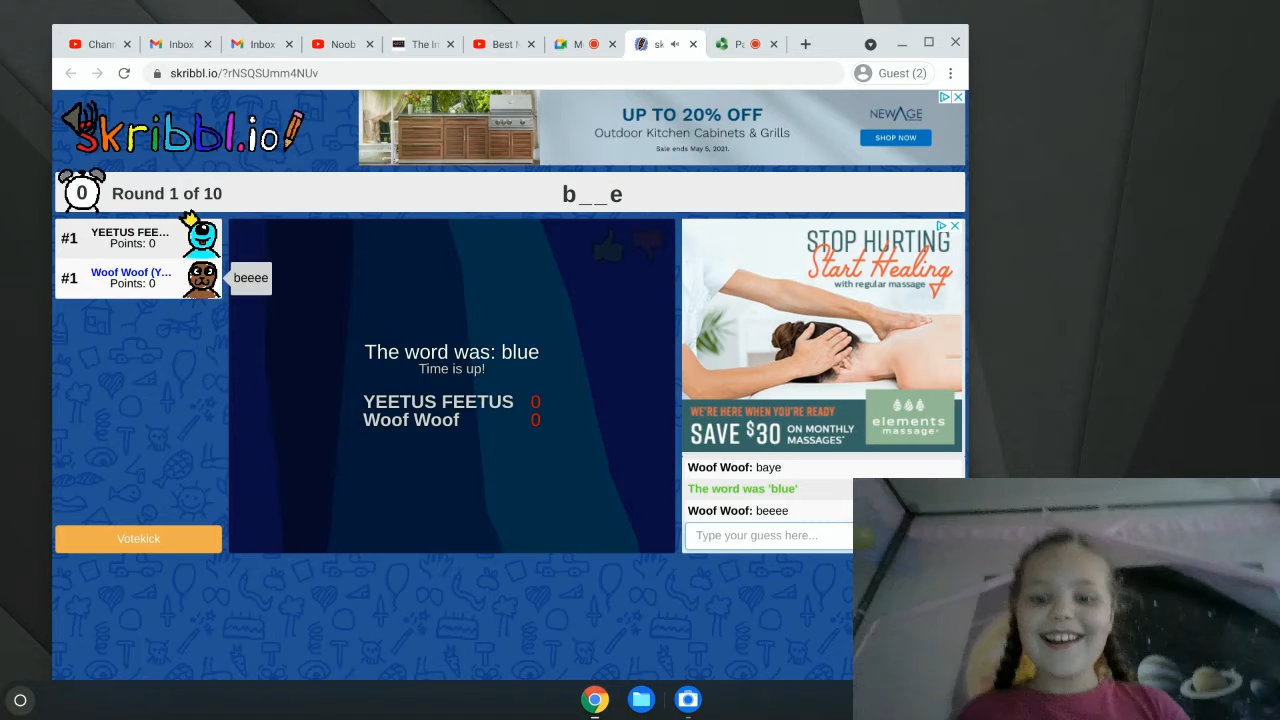 Chann
Inbox
Inbox
Noob
The In
Best M
M
sk
Pa
skribbl.io/?rNSQSUmm4NUv
Guest (2)
skribbl.io!
UP TO 20% OFF
Outdoor Kitchen Cabinets & Grills
Sale ends May 5, 2021.
NEWAGE
SHOP NOW
0
Round 1 of 10
b__e
#1
YEETUS FEE...
Points: 0
#1
Woof Woof (Y...
Points: 0
beeee
The word was: blue
Time is up!
YEETUS FEETUS 0
Woof Woof 0
Votekick
STOP HURTING
Start Healing
with regular massage
WE'RE HERE WHEN YOU'RE READY
SAVE $30 ON MONTHLY MASSAGES*
elements
massage
Woof Woof: baye
The word was 'blue'
Woof Woof: beeee
Type your guess here...